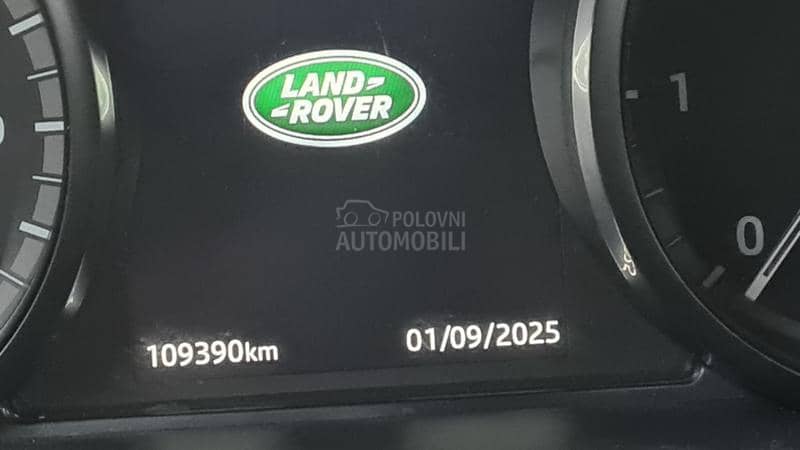 LAND
ROVER
1
POLOVNI
AUTOMOBILI
0
109390km
01/09/2025